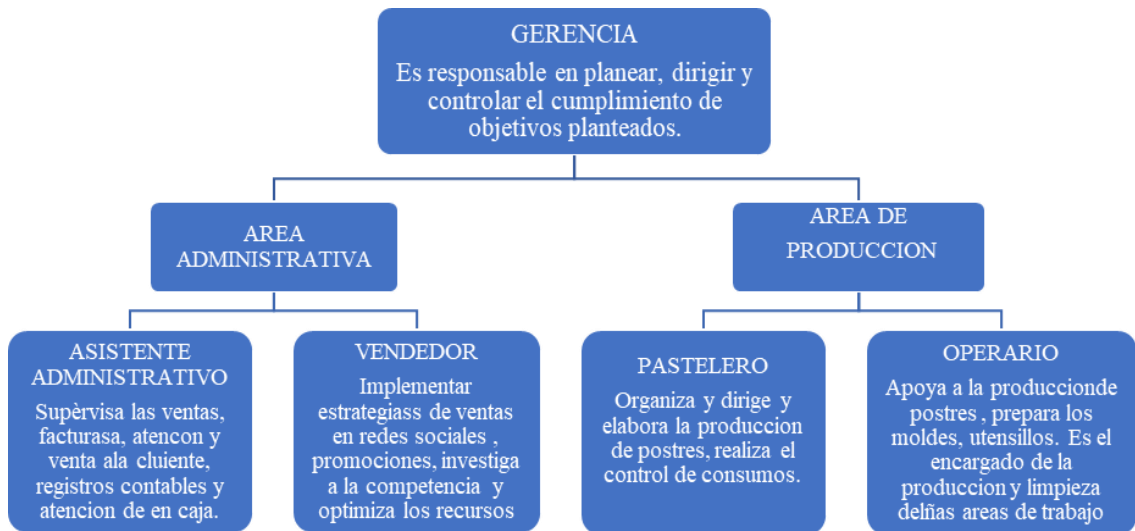 GERENCIA
Es responsable en planear, dirigir y
controlar el cumplimiento de
objetivos planteados.
AREA
ADMINISTRATIVA
AREA DE
PRODUCCION
ASISTENTE
ADMINISTRATIVO
Supèrvisa las ventas,
facturasa, atencon y
venta ala cluiente,
registros contables y
atencion de en caja.
VENDEDOR
Implementar
estrategiass de ventas
en redes sociales ,
promociones, investiga
a la competencia y
optimiza los recursos
PASTELERO
Organiza y dirige y
elabora la produccion
de postres, realiza el
control de consumos.
OPERARIO
Apoya a la produccionde
postres , prepara los
moldes, utensillos. Es el
encargado de la
produccion y limpieza
delñas areas de trabajo